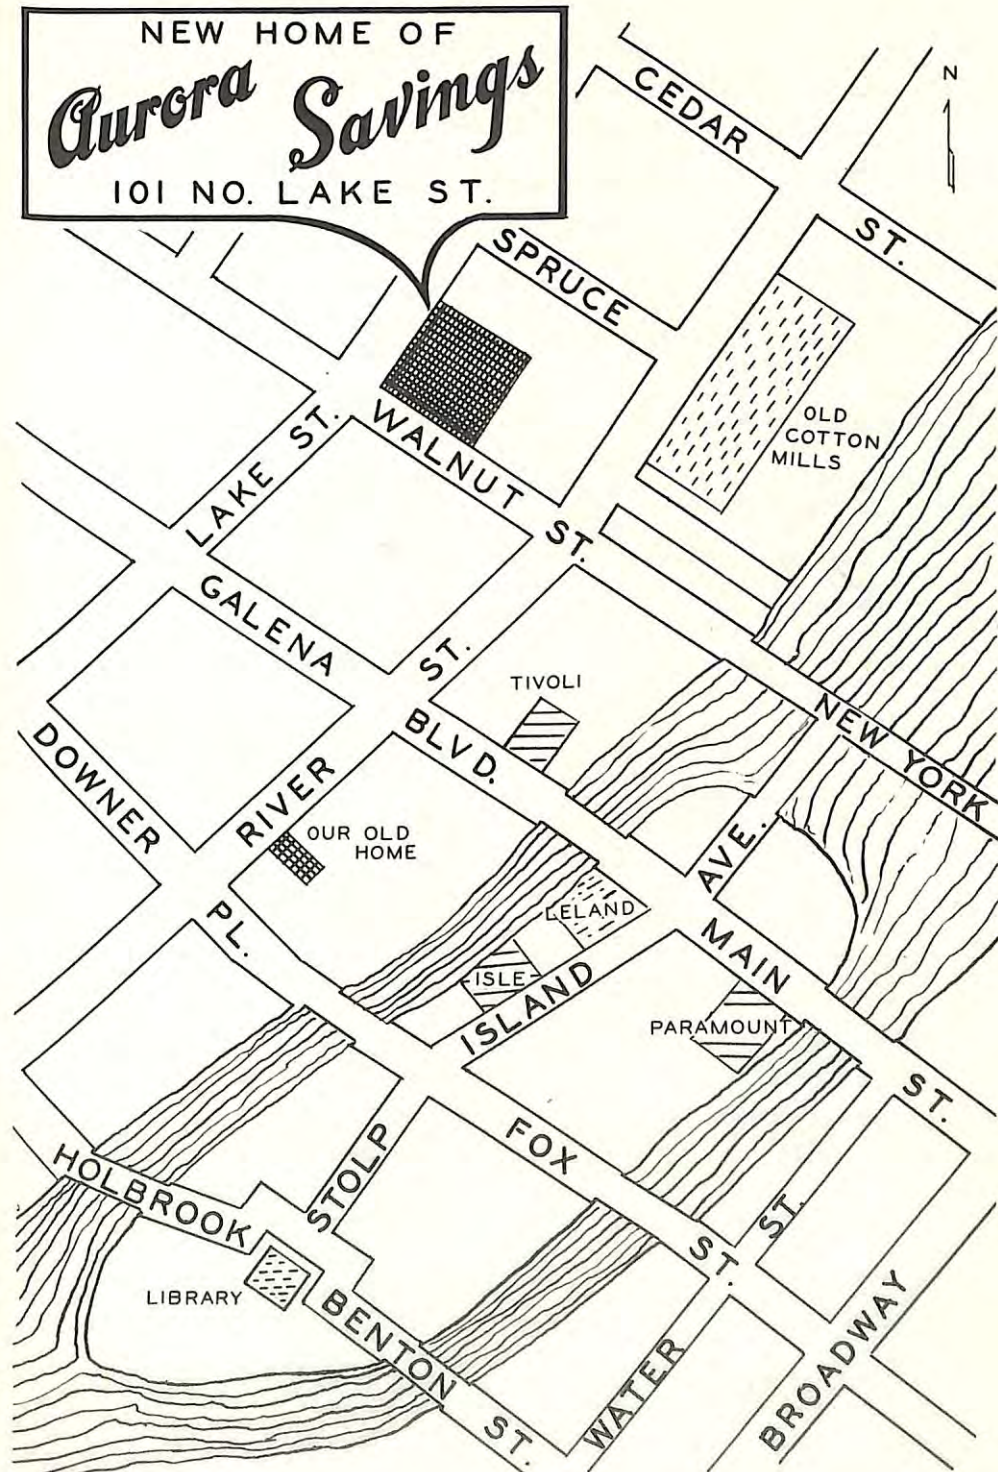 NEW HOME OF
Aurora Savings
101 NO. LAKE ST.
N
CEDAR ST.
SPRUCE
OLD
COTTON
MILLS
WALNUT ST.
LAKE ST.
GALENA BLVD.
RIVER ST.
TIVOLI
NEW YORK
DOWNER PL.
OUR OLD
HOME
LELAND
ISLE
ISLAND AVE.
MAIN ST.
PARAMOUNT
FOX ST.
STOLP
HOLBROOK
LIBRARY
BENTON ST.
WATER ST.
BROADWAY